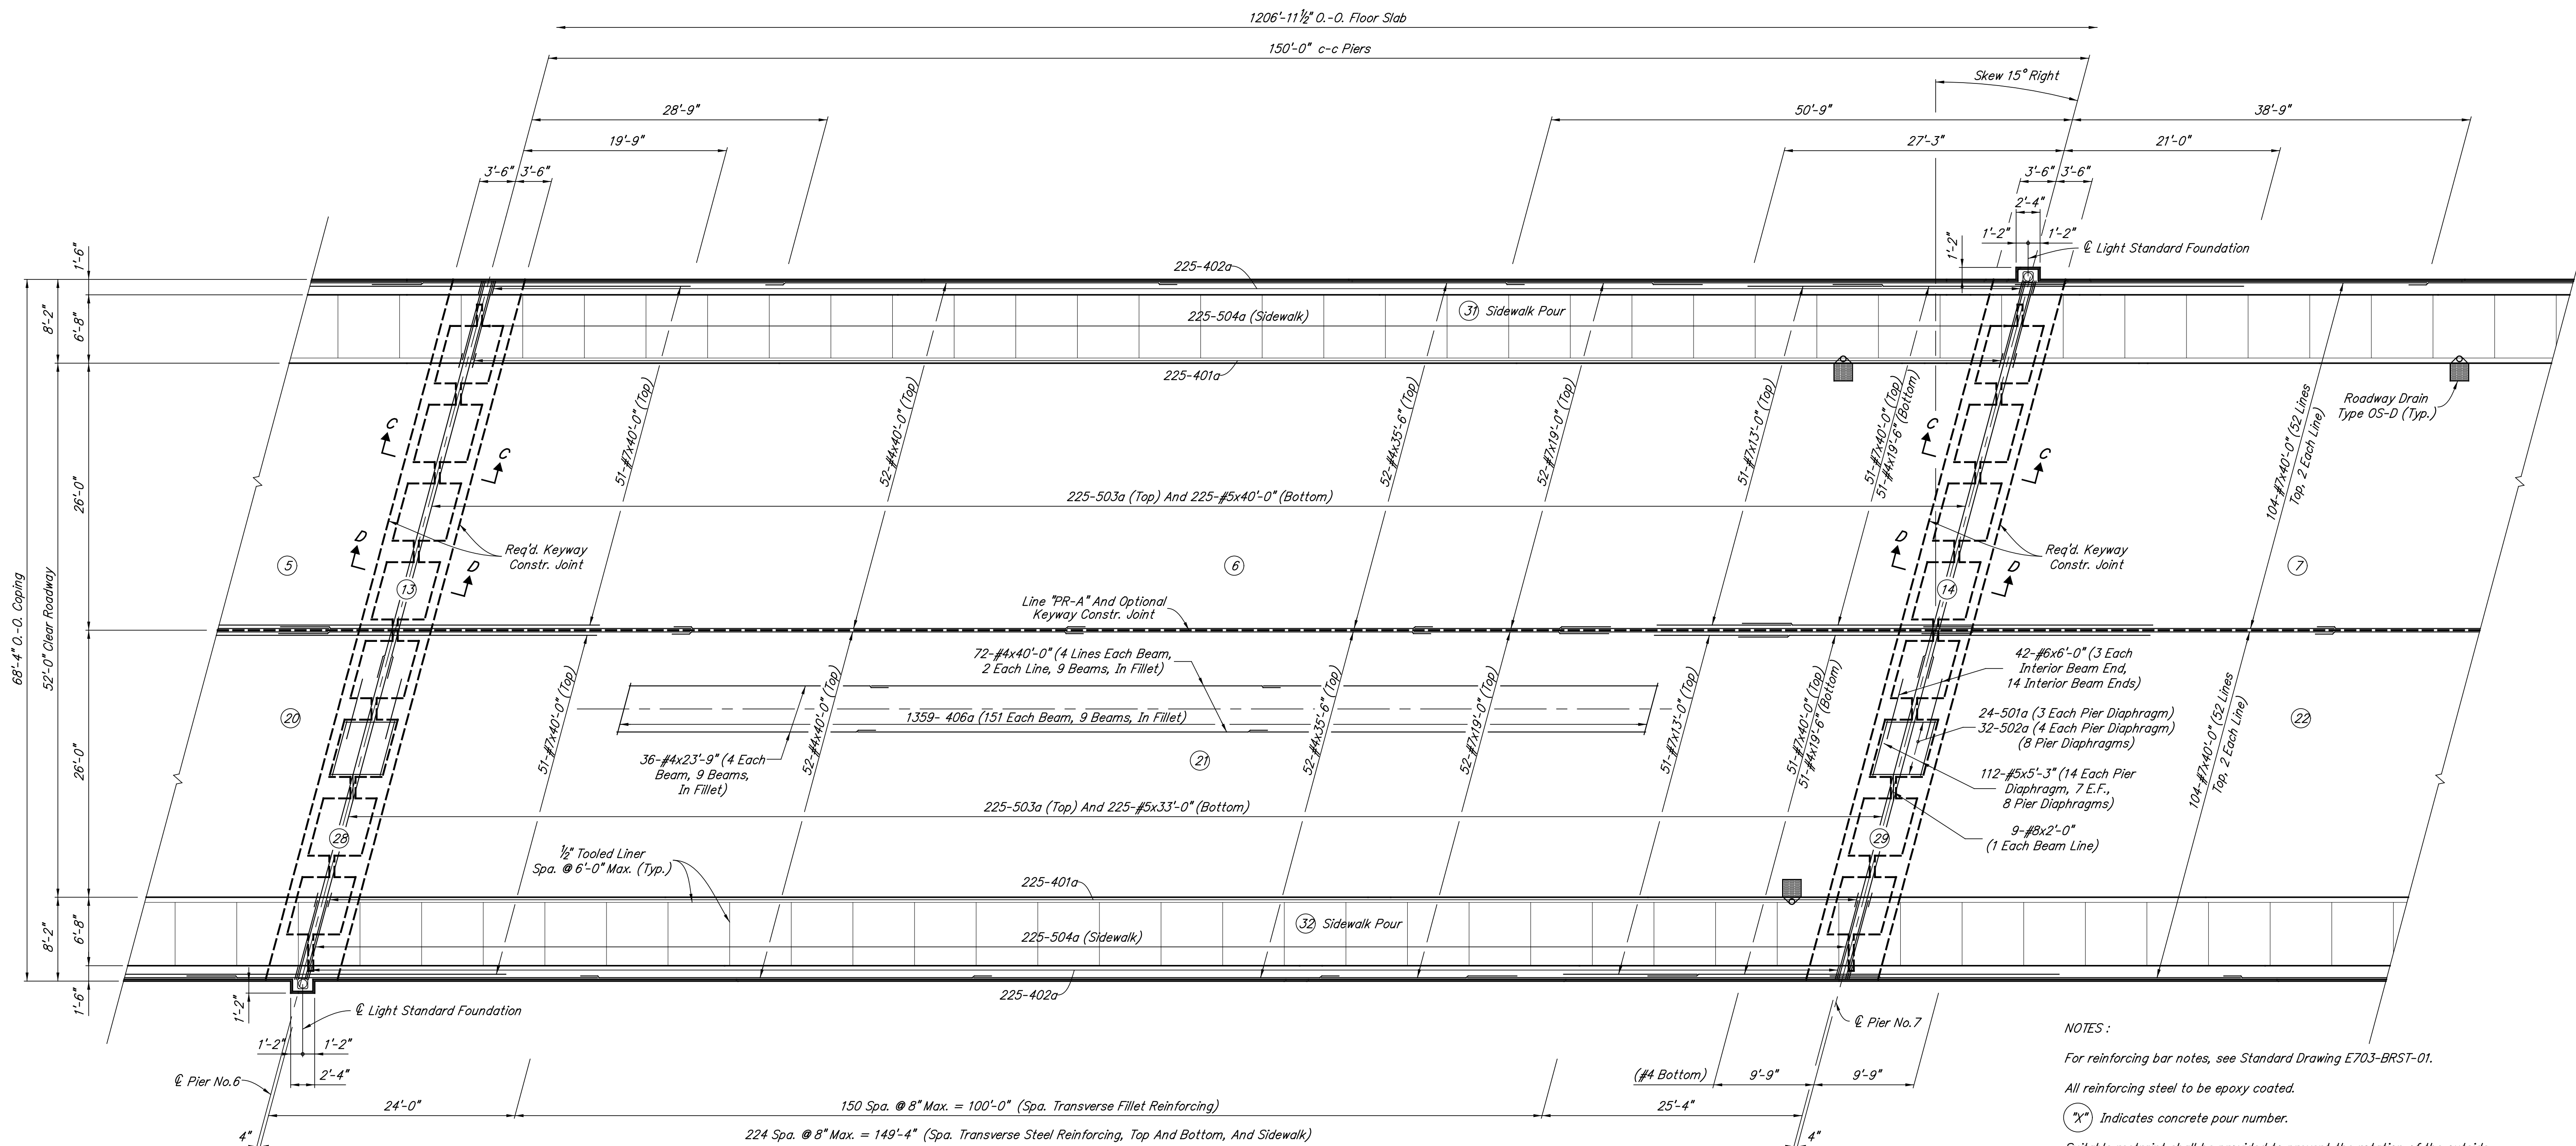 1206'-11½" O.-O. Floor Slab
150'-0" c-c Piers
Skew 15° Right
28'-9"
50'-9"
38'-9"
19'-9"
27'-3"
21'-0"
3'-6" 3'-6"
3'-6" 3'-6"
2'-4"
1'-2" 1'-2"
1'-2"
℄ Light Standard Foundation
1'-6"
8'-2"
6'-8"
225-402a
31 Sidewalk Pour
225-504a (Sidewalk)
225-401a
Roadway Drain
Type OS-D (Typ.)
51-#7x40'-0" (Top)
52-#4x40'-0" (Top)
52-#4x35'-6" (Top)
52-#7x19'-0" (Top)
51-#7x13'-0" (Top)
51-#7x40'-0" (Top)
51-#4x19'-6" (Bottom)
104-#7x40'-0" (52 Lines
Top, 2 Each Line)
C
C
C
C
26'-0"
225-503a (Top) And 225-#5x40'-0" (Bottom)
D
D
D
D
Req'd. Keyway
Constr. Joint
Req'd. Keyway
Constr. Joint
5
13
6
14
7
68'-4" O.-O. Coping
52'-0" Clear Roadway
Line "PR-A" And Optional
Keyway Constr. Joint
72-#4x40'-0" (4 Lines Each Beam,
2 Each Line, 9 Beams, In Fillet)
42-#6x6'-0" (3 Each
Interior Beam End,
14 Interior Beam Ends)
20
1359- 406a (151 Each Beam, 9 Beams, In Fillet)
22
24-501a (3 Each Pier Diaphragm)
32-502a (4 Each Pier Diaphragm)
(8 Pier Diaphragms)
36-#4x23'-9" (4 Each
Beam, 9 Beams,
In Fillet)
21
51-#7x40'-0" (Top)
52-#4x40'-0" (Top)
52-#4x35'-6" (Top)
52-#7x19'-0" (Top)
51-#7x13'-0" (Top)
51-#7x40'-0" (Top)
51-#4x19'-6" (Bottom)
104-#7x40'-0" (52 Lines
Top, 2 Each Line)
26'-0"
112-#5x5'-3" (14 Each Pier
Diaphragm, 7 E.F.,
8 Pier Diaphragms)
225-503a (Top) And 225-#5x33'-0" (Bottom)
28
29
9-#8x2'-0"
(1 Each Beam Line)
½" Tooled Liner
Spa. @ 6'-0" Max. (Typ.)
225-401a
32 Sidewalk Pour
8'-2"
6'-8"
225-504a (Sidewalk)
225-402a
1'-6"
1'-2"
℄ Light Standard Foundation
1'-2" 1'-2"
2'-4"
℄ Pier No.6
℄ Pier No.7
(#4 Bottom) 9'-9" 9'-9"
24'-0"
150 Spa. @ 8" Max. = 100'-0" (Spa. Transverse Fillet Reinforcing)
25'-4"
4"
224 Spa. @ 8" Max. = 149'-4" (Spa. Transverse Steel Reinforcing, Top And Bottom, And Sidewalk)
4"
NOTES :
For reinforcing bar notes, see Standard Drawing E703-BRST-01.
All reinforcing steel to be epoxy coated.
"X" Indicates concrete pour number.